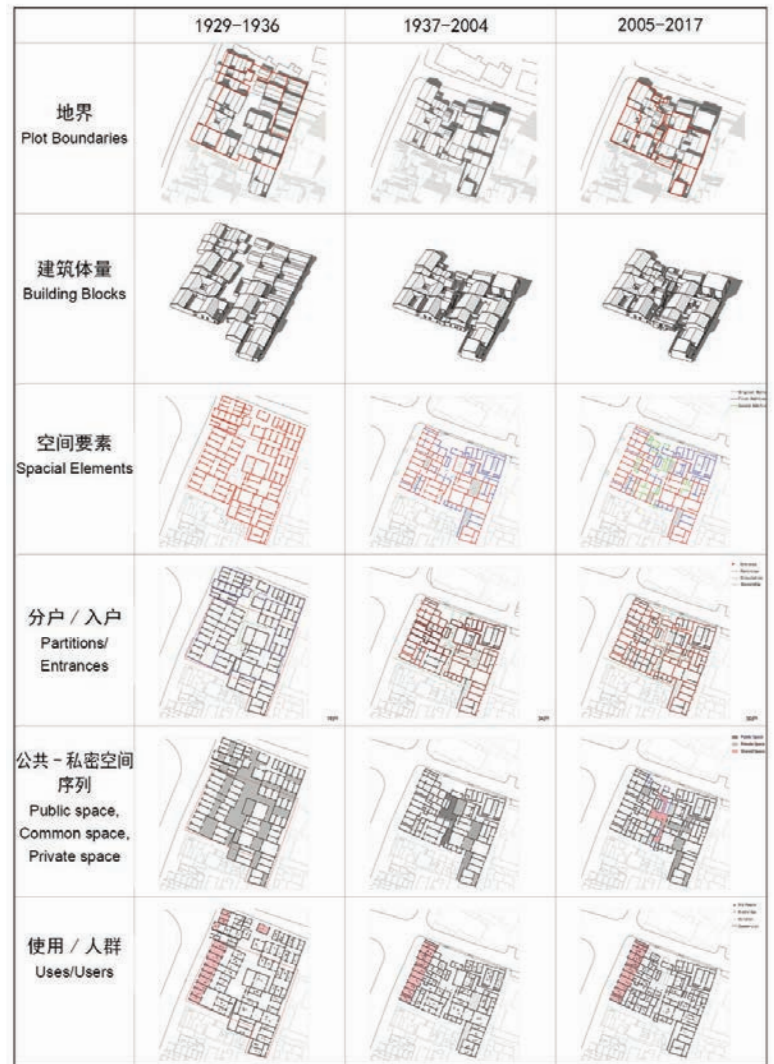 1929-1936
1937-2004
2005-2017
地界
Plot Boundaries
建筑体量
Building Blocks
空间要素
Spacial Elements
分户 / 入户
Partitions/
Entrances
公共 - 私密空间
序列
Public space,
Common space,
Private space
使用 / 人群
Uses/Users